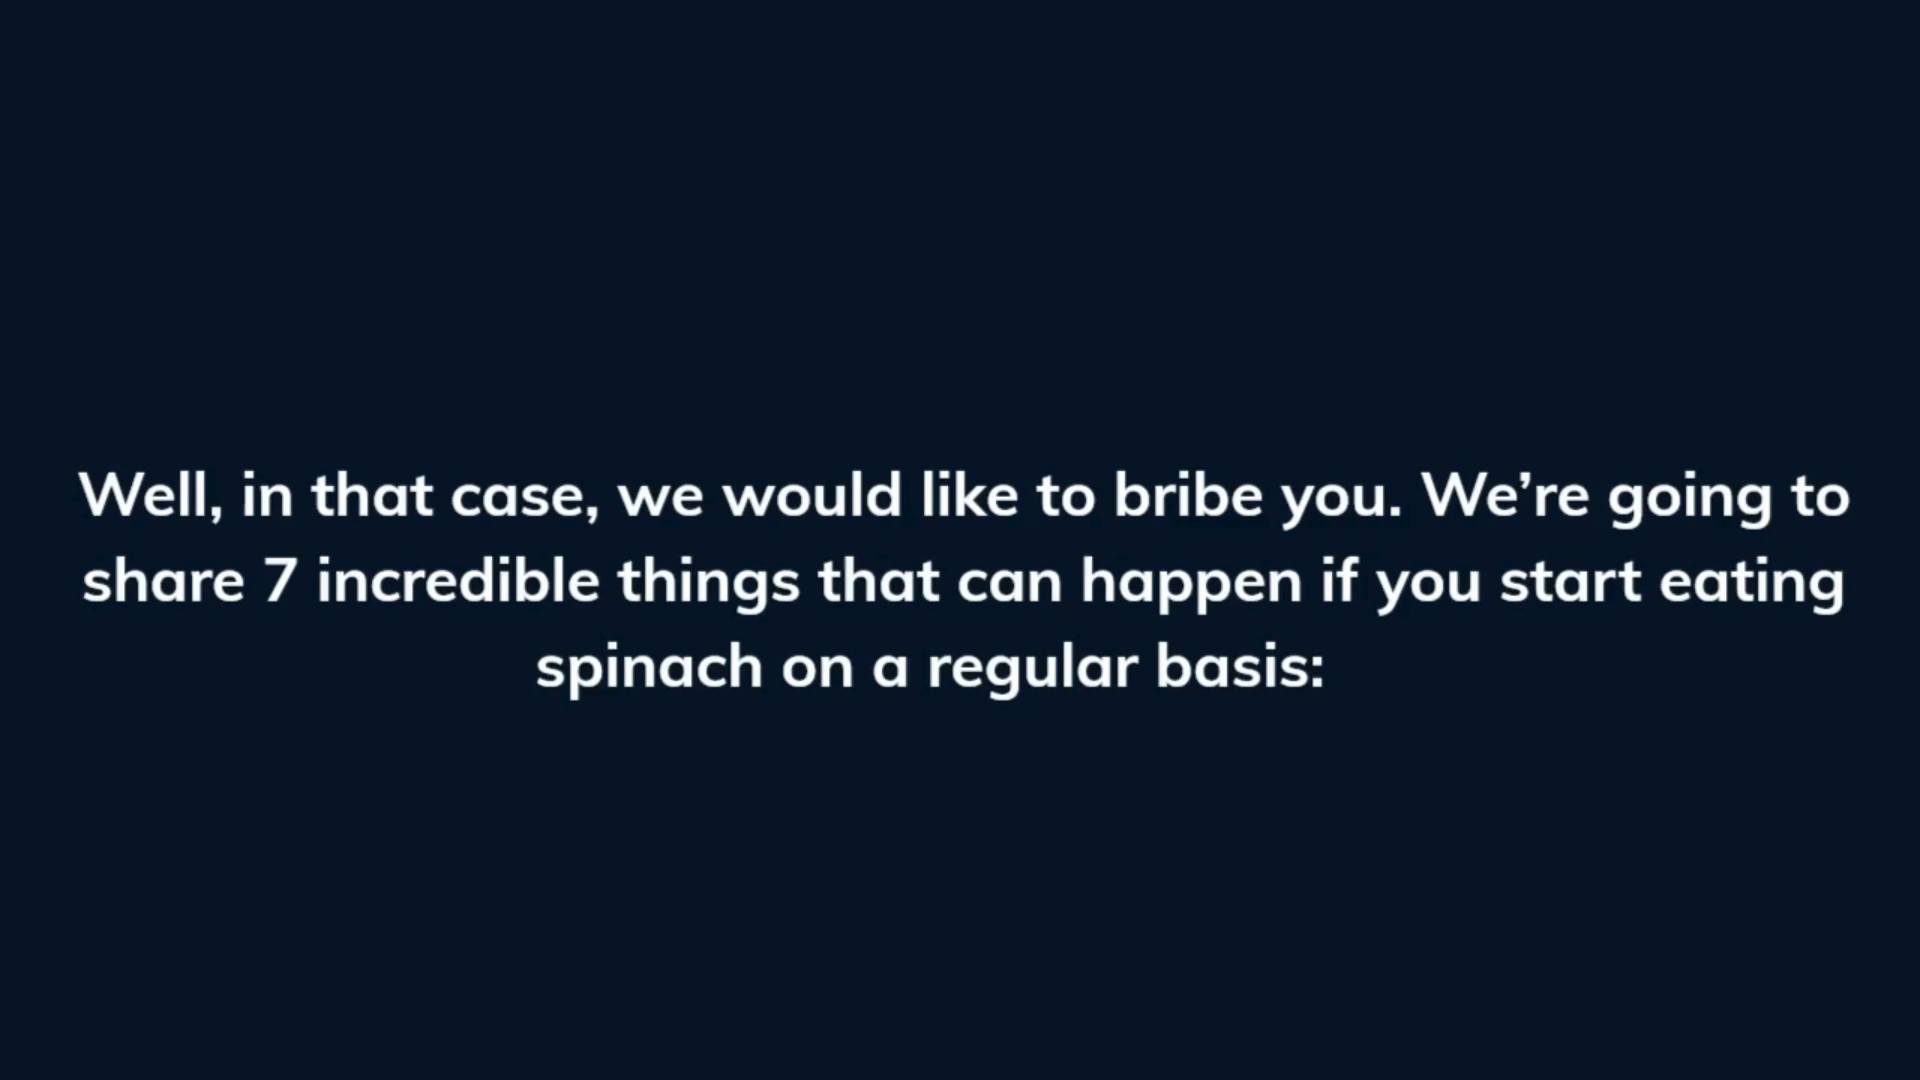 Well, in that case, we would like to bribe you. We’re going to
share 7 incredible things that can happen if you start eating
spinach on a regular basis: